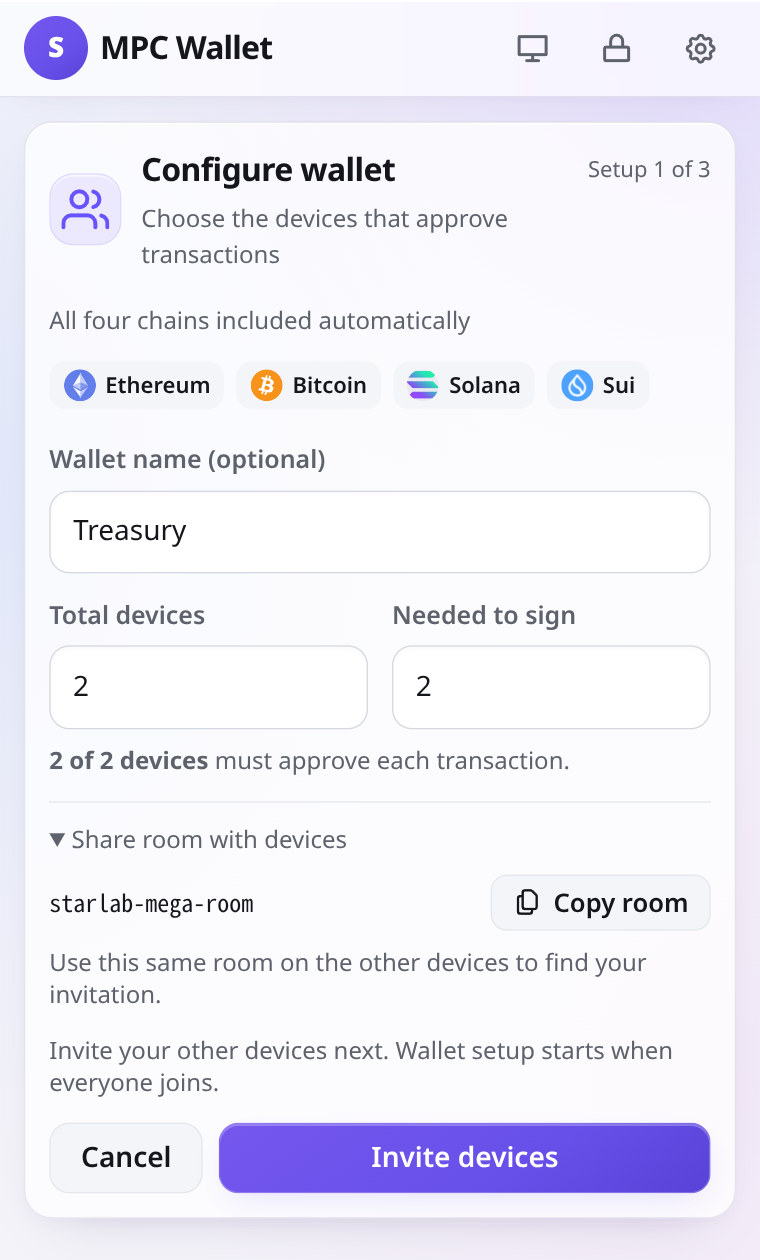 S MPC Wallet
Configure wallet
Setup 1 of 3
Choose the devices that approve
transactions
All four chains included automatically
Ethereum Bitcoin Solana Sui
Wallet name (optional)
Treasury
Total devices Needed to sign
2 2
2 of 2 devices must approve each transaction.
▼ Share room with devices
starlab-mega-room Copy room
Use this same room on the other devices to find your
invitation.
Invite your other devices next. Wallet setup starts when
everyone joins.
Cancel Invite devices